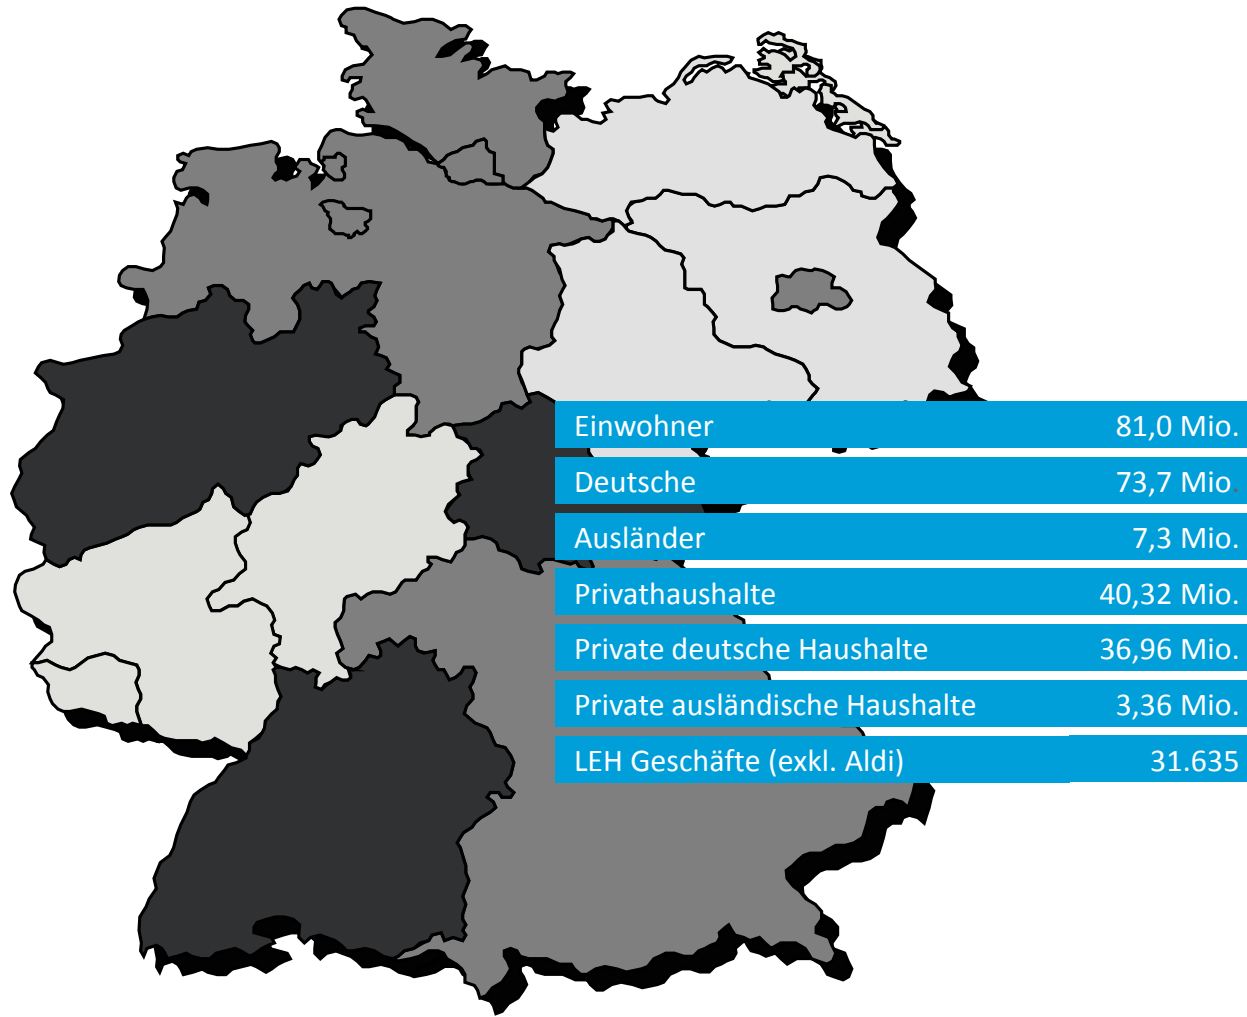 Einwohner 81,0 Mio.
Deutsche 73,7 Mio.
Ausländer 7,3 Mio.
Privathaushalte 40,32 Mio.
Private deutsche Haushalte 36,96 Mio.
Private ausländische Haushalte 3,36 Mio.
LEH Geschäfte (exkl. Aldi) 31.635